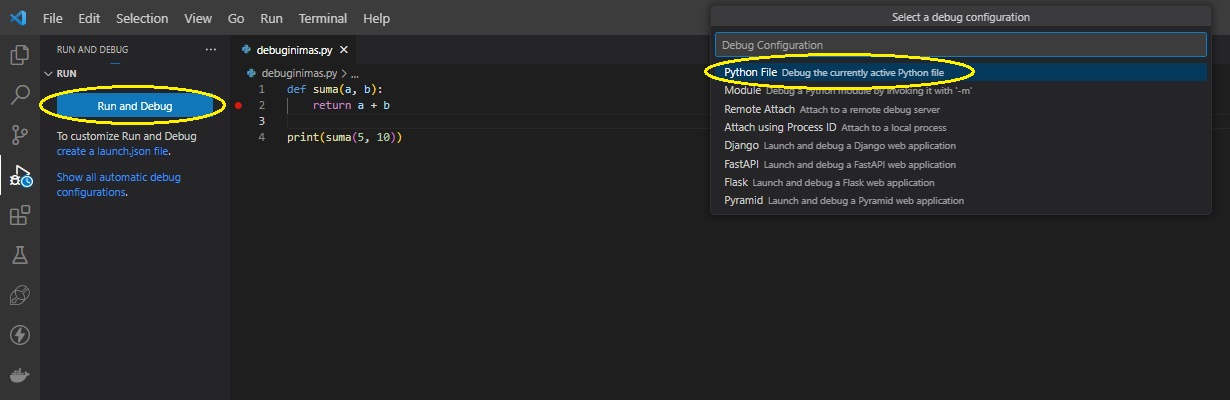 File Edit Selection View Go Run Terminal Help
RUN AND DEBUG ...
RUN
Run and Debug
To customize Run and Debug
create a launch.json file.
Show all automatic debug
configurations.
debuginimas.py
debuginimas.py > ...
1 def suma(a, b):
2 return a + b
3
4 print(suma(5, 10))
Select a debug configuration
Debug Configuration
Python File Debug the currently active Python file
Module Debug a Python module by invoking it with '-m'
Remote Attach Attach to a remote debug server
Attach using Process ID Attach to a local process
Django Launch and debug a Django web application
FastAPI Launch and debug a FastAPI web application
Flask Launch and debug a Flask web application
Pyramid Launch and debug a Pyramid web application